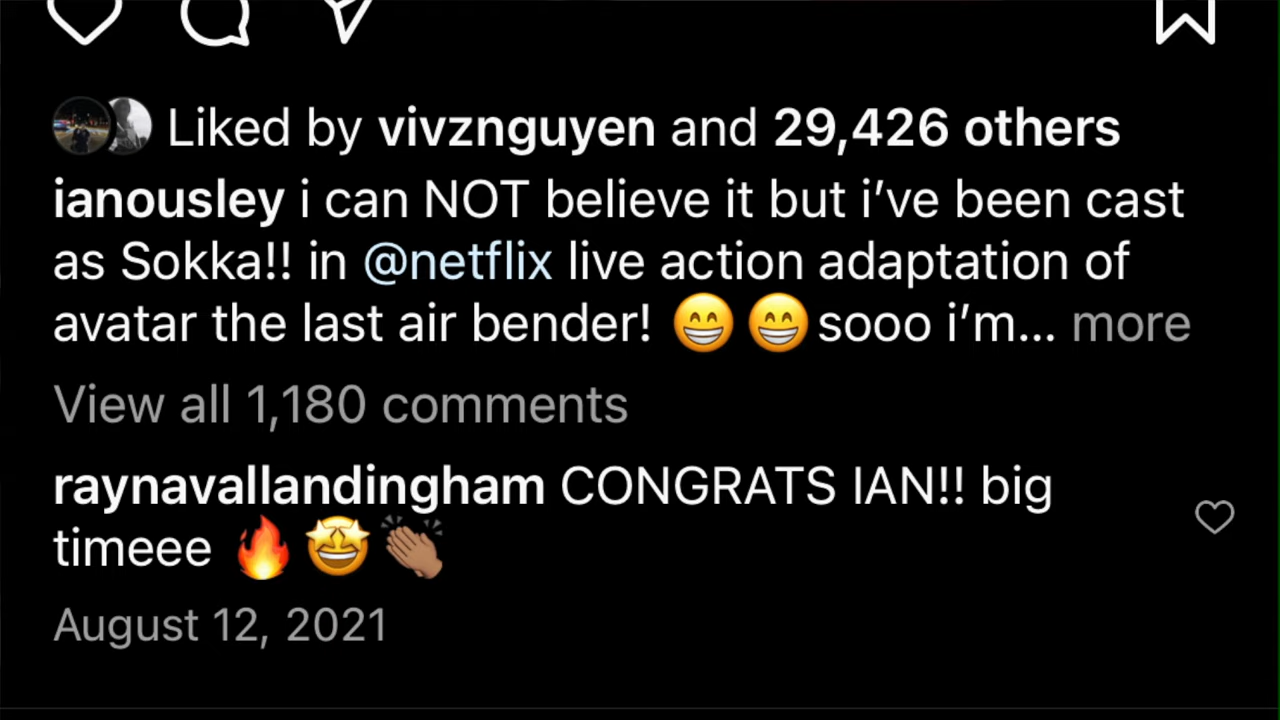 Liked by vivznguyen and 29,426 others
ianousley i can NOT believe it but i’ve been cast
as Sokka!! in @netflix live action adaptation of
avatar the last air bender! 😁😁 sooo i’m... more
View all 1,180 comments
raynavallandingham CONGRATS IAN!! big
timeee 🔥🤩👏🏽
August 12, 2021